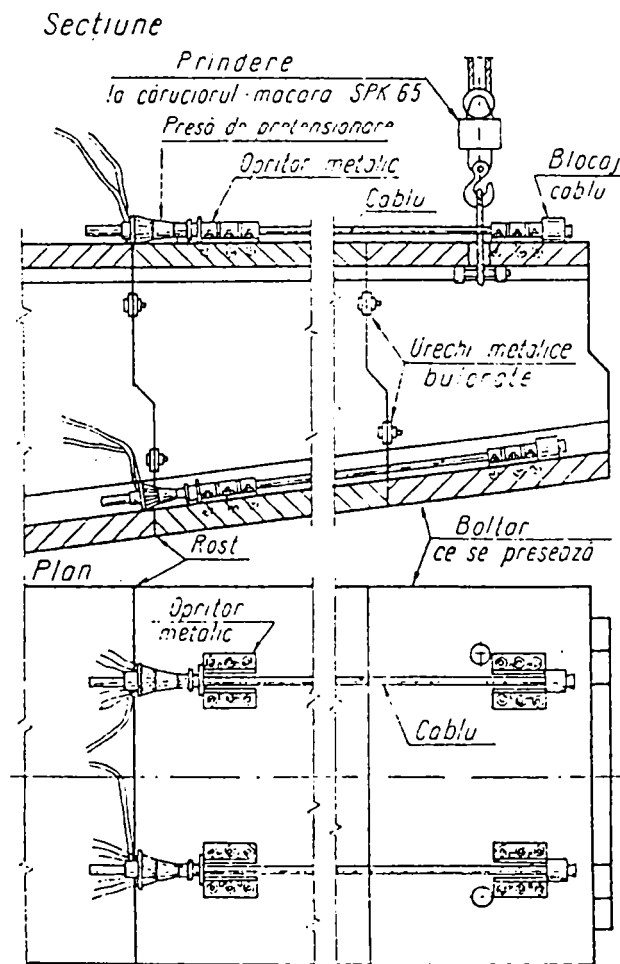 Secțiune
Prindere
la căruciorul-macara SPK 65
Presă de pretensionare
Opritor metalic
Cablu
Blocaj
cablu
Urechi metalice
bulonate
Rost
Boltar
ce se presează
Plan
Opritor
metalic
Cablu